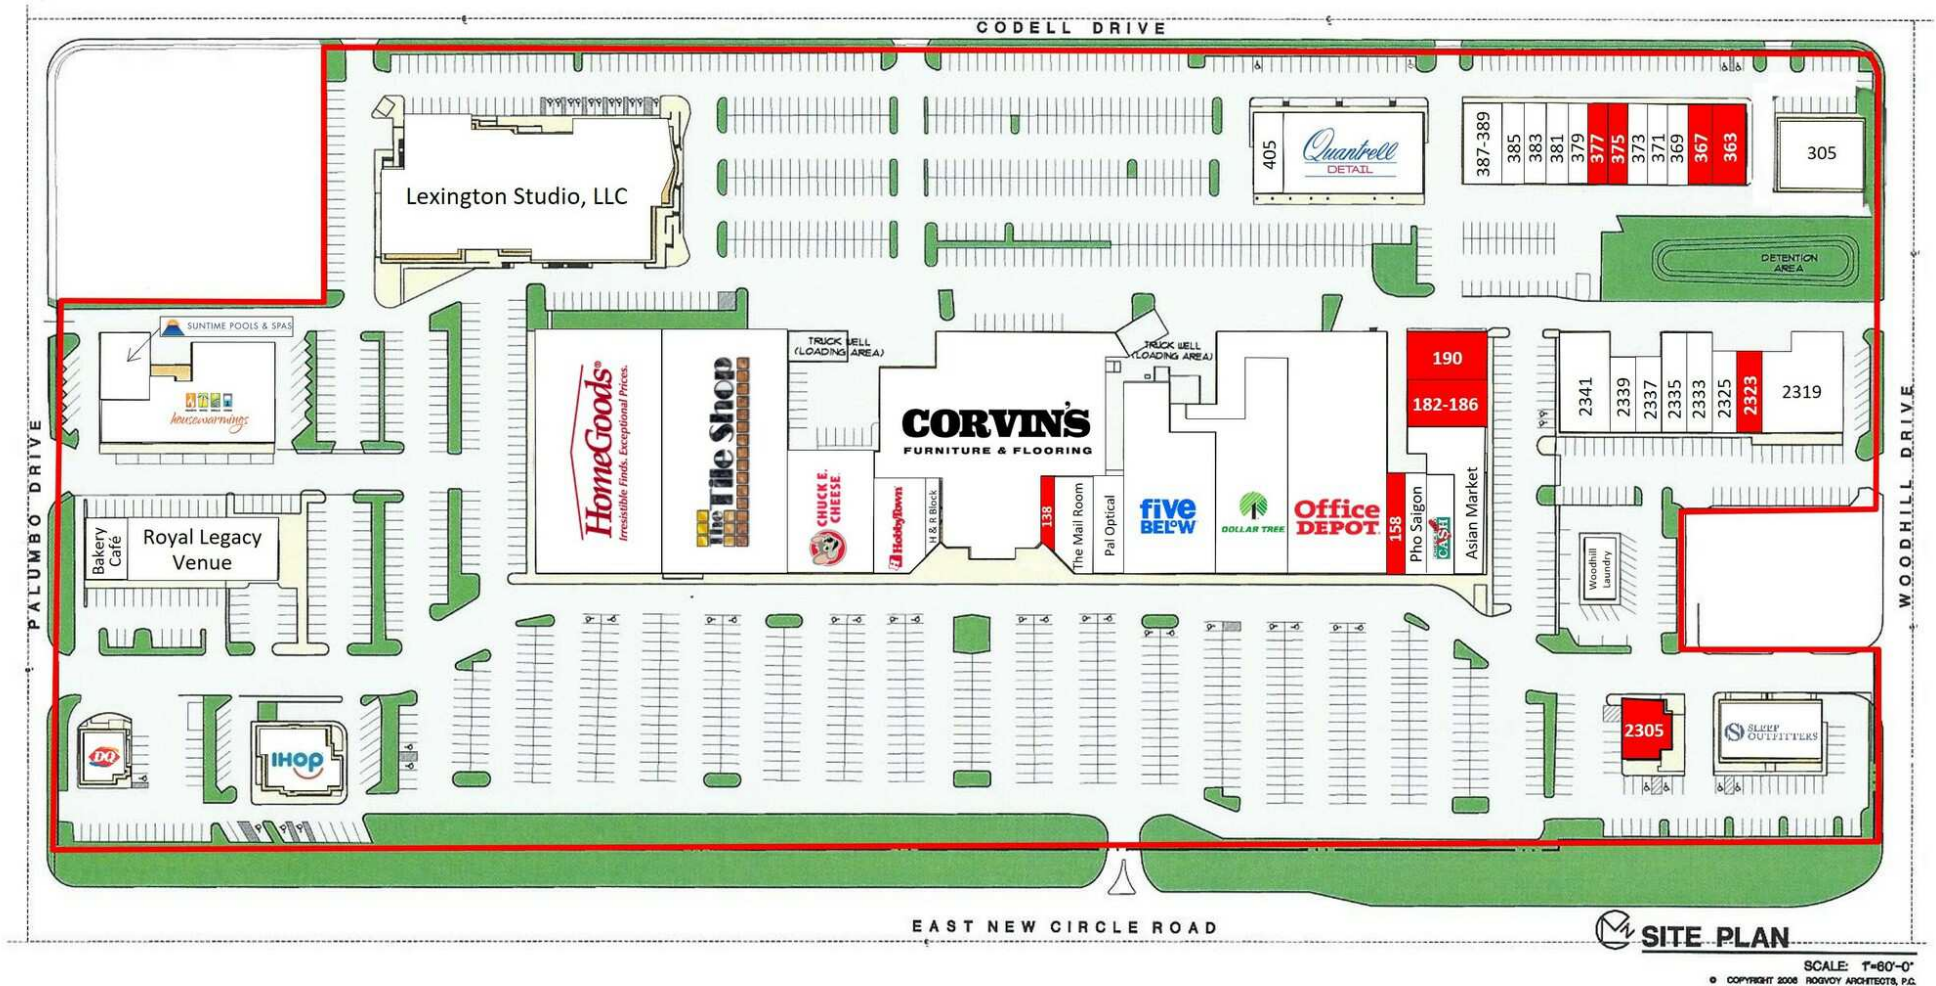 CODELL DRIVE
Lexington Studio, LLC
405
Quantrell
DETAIL
387-389
385
383
381
379
377
375
373
371
369
367
363
305
DETENTION
AREA
SUNTIME POOLS & SPAS
housewarmings
PALUMBO DRIVE
HomeGoods
Irresistible Finds. Exceptional Prices.
The Tile Shop
TRUCK WELL
(LOADING AREA)
CHUCK E.
CHEESE
HobbyTown
H & R Block
CORVIN'S
FURNITURE & FLOORING
138
The Mail Room
Pal Optical
TRUCK WELL
(LOADING AREA)
five
BELOW
DOLLAR TREE
Office
DEPOT
158
190
182-186
Pho Saigon
CASH
Asian Market
2341
2339
2337
2335
2333
2325
2323
2319
WOODHILL DRIVE
Bakery
Café
Royal Legacy
Venue
Woodhill
Laundry
DQ
IHOP
2305
SLEEP
OUTFITTERS
EAST NEW CIRCLE ROAD
SITE PLAN
SCALE: 1"=60'-0"
© COPYRIGHT 2006 ROGVOY ARCHITECTS, P.C.